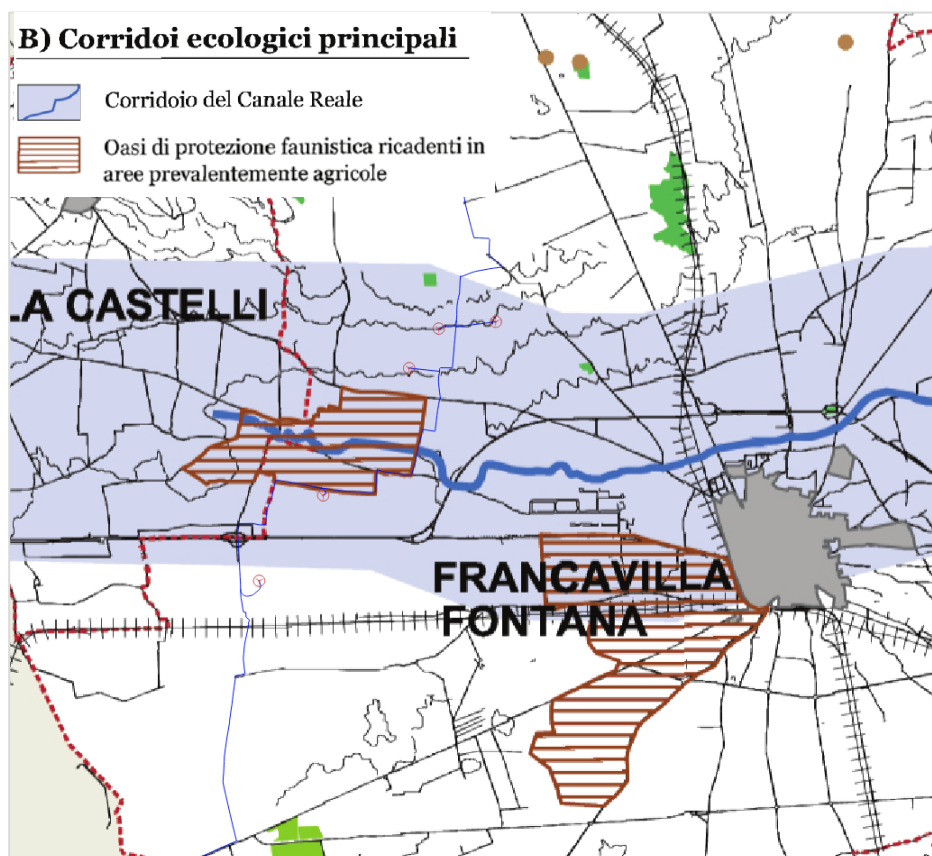 B) Corridoi ecologici principali
Corridoio del Canale Reale
Oasi di protezione faunistica ricadenti in
aree prevalentemente agricole
LA CASTELLI
FRANCAVILLA
FONTANA